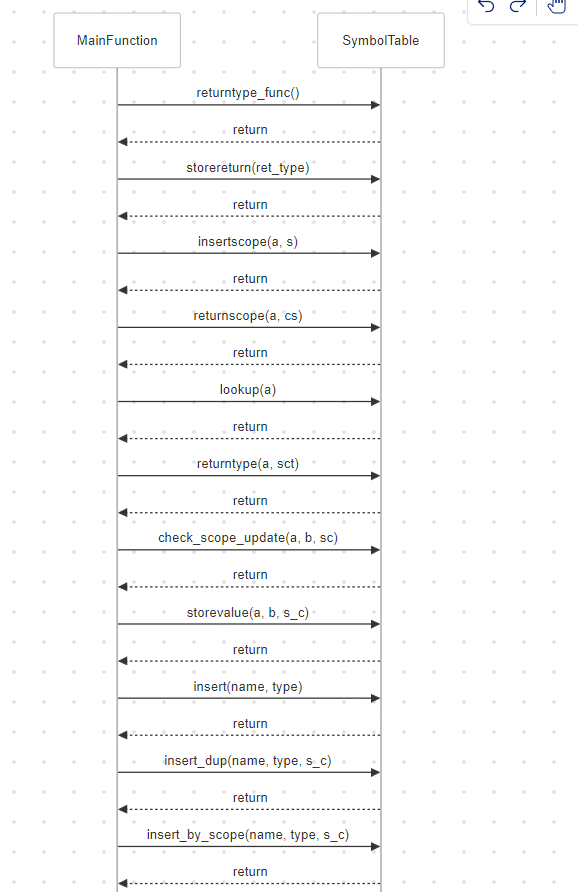 MainFunction
SymbolTable
returntype_func()
return
storereturn(ret_type)
return
insertscope(a, s)
return
returnscope(a, cs)
return
lookup(a)
return
returntype(a, sct)
return
check_scope_update(a, b, sc)
return
storevalue(a, b, s_c)
return
insert(name, type)
return
insert_dup(name, type, s_c)
return
insert_by_scope(name, type, s_c)
return